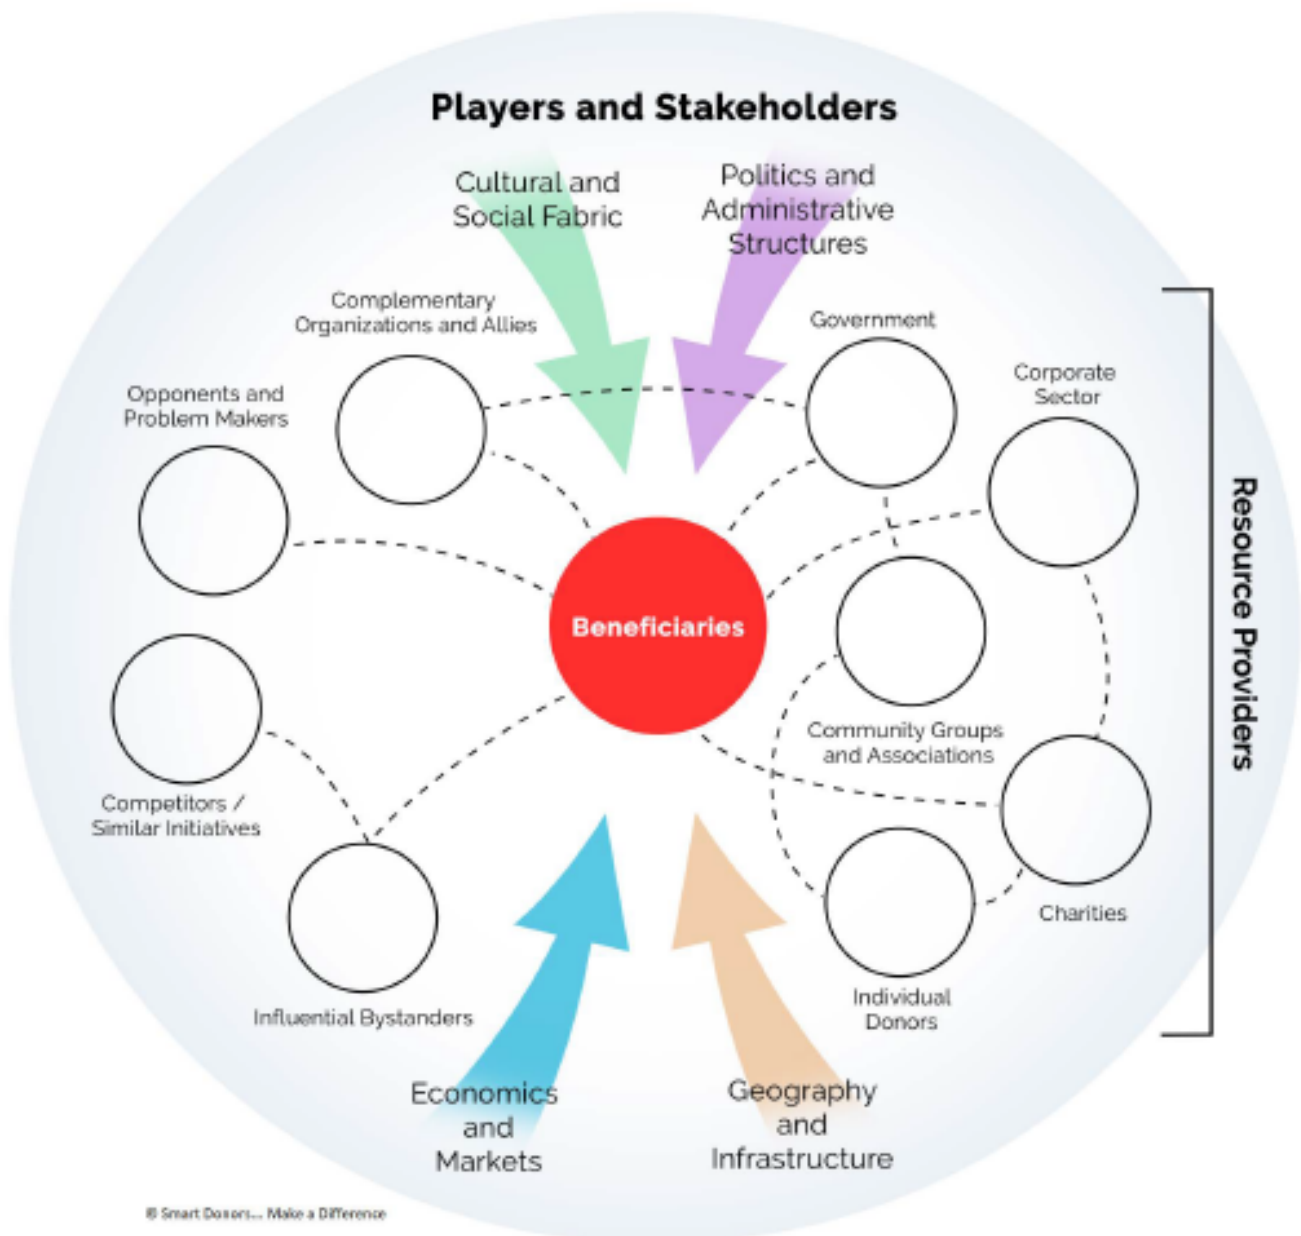 Players and Stakeholders
Cultural and
Social Fabric
Politics and
Administrative
Structures
Complementary
Organizations and Allies
Government
Opponents and
Problem Makers
Corporate
Sector
Resource Providers
Beneficiaries
Community Groups
and Associations
Competitors /
Similar Initiatives
Charities
Individual
Donors
Influential Bystanders
Economics
and
Markets
Geography
and
Infrastructure
© Smart Donors... Make a Difference